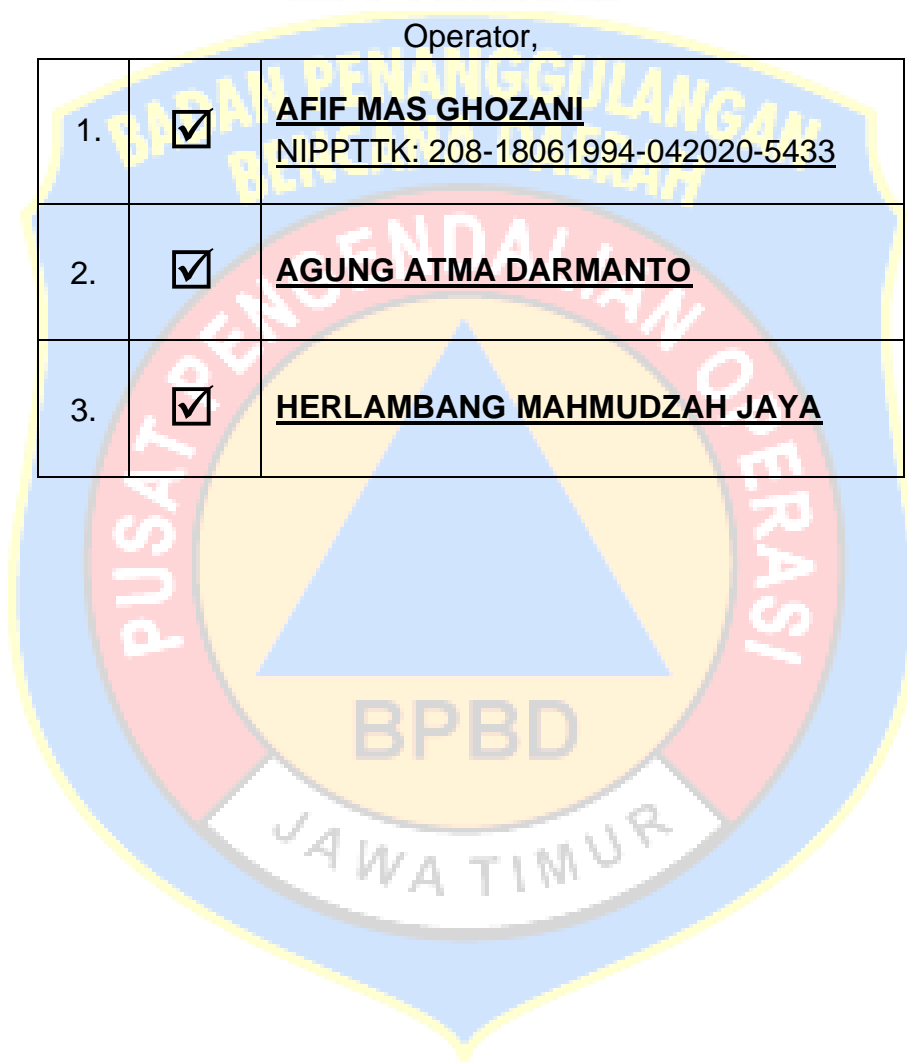 Operator,
1. ☑ AFIF MAS GHOZANI
NIPPTTK: 208-18061994-042020-5433
2. ☑ AGUNG ATMA DARMANTO
3. ☑ HERLAMBANG MAHMUDZAH JAYA
BADAN PENANGGULANGAN
BENCANA DAERAH
PUSAT PENGENDALIAN OPERASI
BPBD
JAWA TIMUR